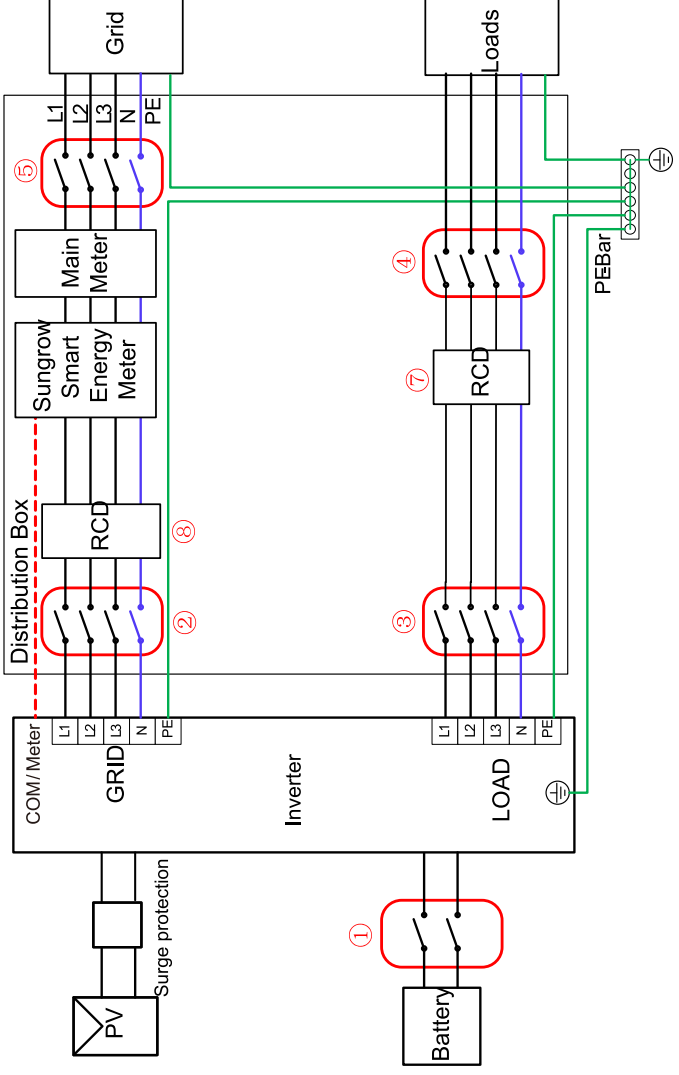 Grid
Loads
L1
L2
L3
N
PE
⑤
Main
Meter
④
PEBar
Sungrow
Smart
Energy
Meter
RCD
⑦
Distribution Box
RCD
⑧
②
③
COM/Meter
L1
L2
L3
N
PE
GRID
Inverter
L1
L2
L3
N
PE
LOAD
Surge protection
PV
①
Battery